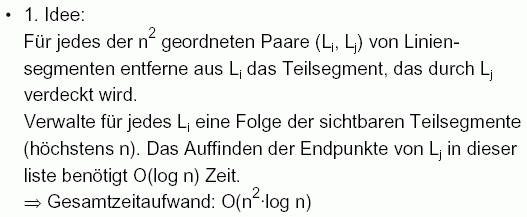 • 1. Idee:
Für jedes der n² geordneten Paare (Lᵢ, Lⱼ) von Linien-
segmenten entferne aus Lᵢ das Teilsegment, das durch Lⱼ
verdeckt wird.
Verwalte für jedes Lᵢ eine Folge der sichtbaren Teilsegmente
(höchstens n). Das Auffinden der Endpunkte von Lⱼ in dieser
liste benötigt O(log n) Zeit.
⇒ Gesamtzeitaufwand: O(n²·log n)